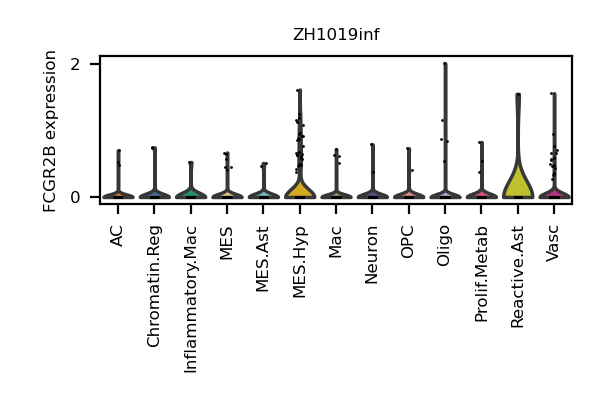 ZH1019inf
FCGR2B expression
2
0
AC
Chromatin.Reg
Inflammatory.Mac
MES
MES.Ast
MES.Hyp
Mac
Neuron
OPC
Oligo
Prolif.Metab
Reactive.Ast
Vasc